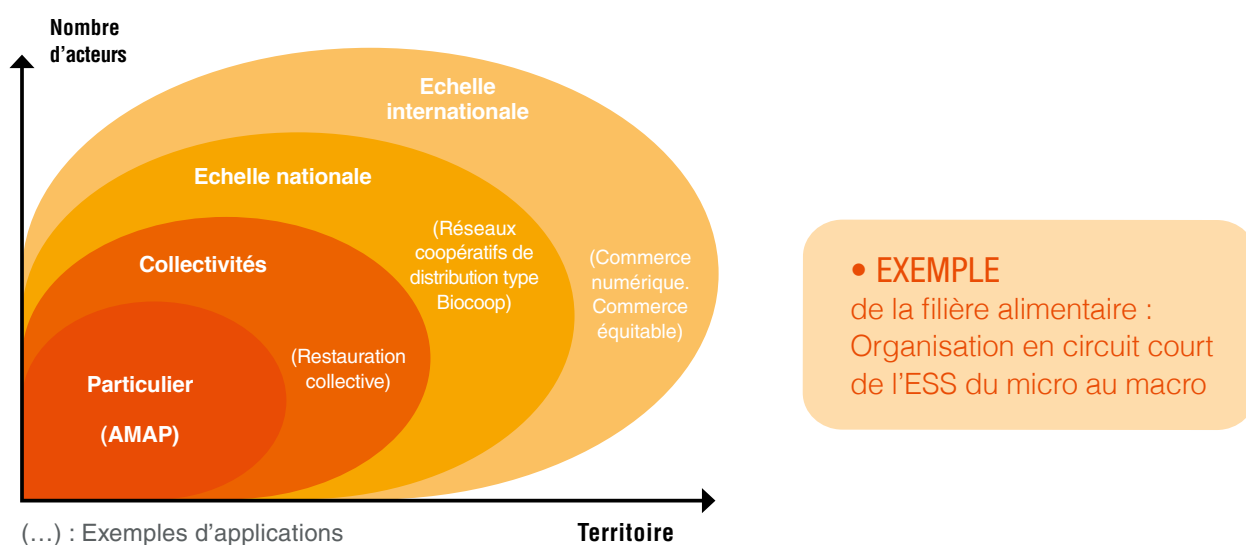 Nombre
d'acteurs
Echelle
internationale
Echelle nationale
(Réseaux
coopératifs de
distribution type
Biocoop)
(Commerce
numérique.
Commerce
équitable)
Collectivités
(Restauration
collective)
Particulier
(AMAP)
(…) : Exemples d'applications
Territoire
• EXEMPLE
de la filière alimentaire :
Organisation en circuit court
de l'ESS du micro au macro